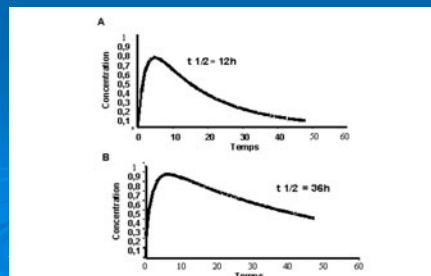 A
Concentration
1
0,9
0,8
0,7
0,6
0,5
0,4
0,3
0,2
0,1
t 1/2 = 12h
0 10 20 30 40 50 60
Temps
B
Concentration
1
0,9
0,8
0,7
0,6
0,5
0,4
0,3
0,2
0,1
t 1/2 = 36h
0 10 20 30 40 50 60
Temps